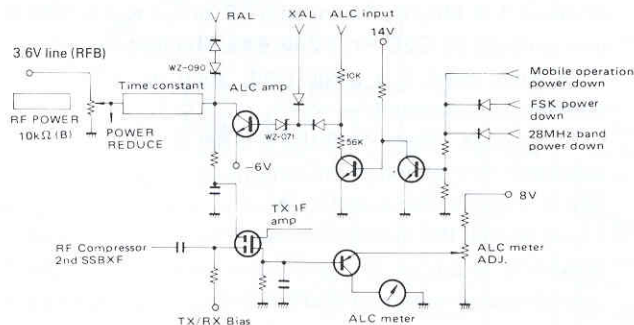 RAL
XAL
ALC input
14V
3.6V line (RFB)
WZ-090
ALC amp
10K
Mobile operation
power down
Time constant
FSK power
down
RF POWER
10kΩ (B)
POWER
REDUCE
WZ-071
56K
28MHz band
power down
-6V
TX IF
amp
8V
RF Compressor
2nd SSBXF
ALC meter
ADJ.
TX/RX Bias
ALC meter